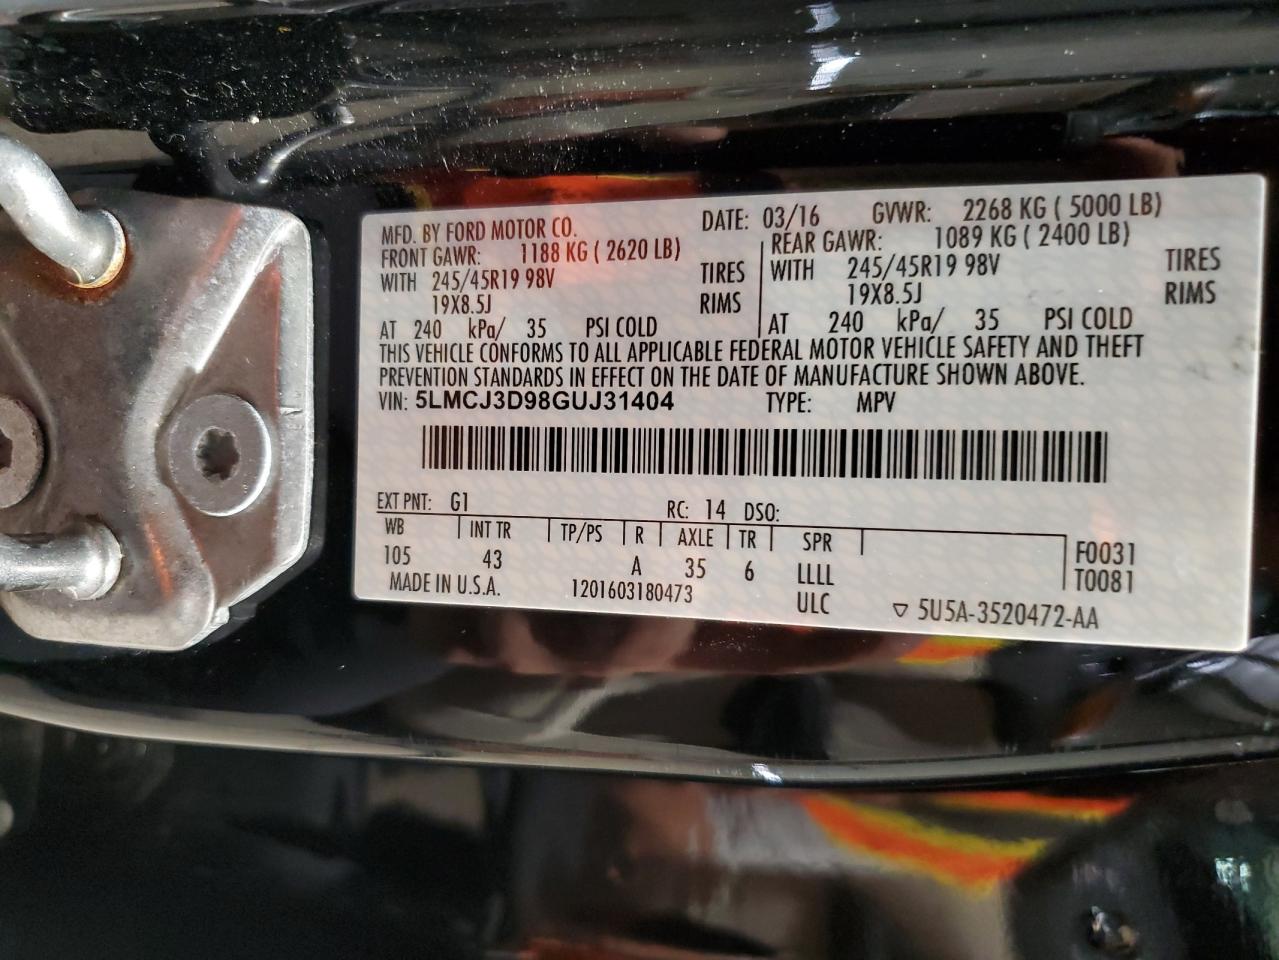 MFD. BY FORD MOTOR CO. DATE: 03/16 GVWR: 2268 KG ( 5000 LB)
FRONT GAWR: 1188 KG ( 2620 LB) REAR GAWR: 1089 KG ( 2400 LB)
WITH 245/45R19 98V TIRES WITH 245/45R19 98V TIRES
19X8.5J RIMS 19X8.5J RIMS
AT 240 kPa/ 35 PSI COLD AT 240 kPa/ 35 PSI COLD
THIS VEHICLE CONFORMS TO ALL APPLICABLE FEDERAL MOTOR VEHICLE SAFETY AND THEFT
PREVENTION STANDARDS IN EFFECT ON THE DATE OF MANUFACTURE SHOWN ABOVE.
VIN: 5LMCJ3D98GUJ31404 TYPE: MPV
EXT PNT: G1 RC: 14 DSO:
WB INT TR TP/PS R AXLE TR SPR F0031
105 43 A 35 6 LLLL T0081
MADE IN U.S.A. 1201603180473 ULC ▽ 5U5A-3520472-AA